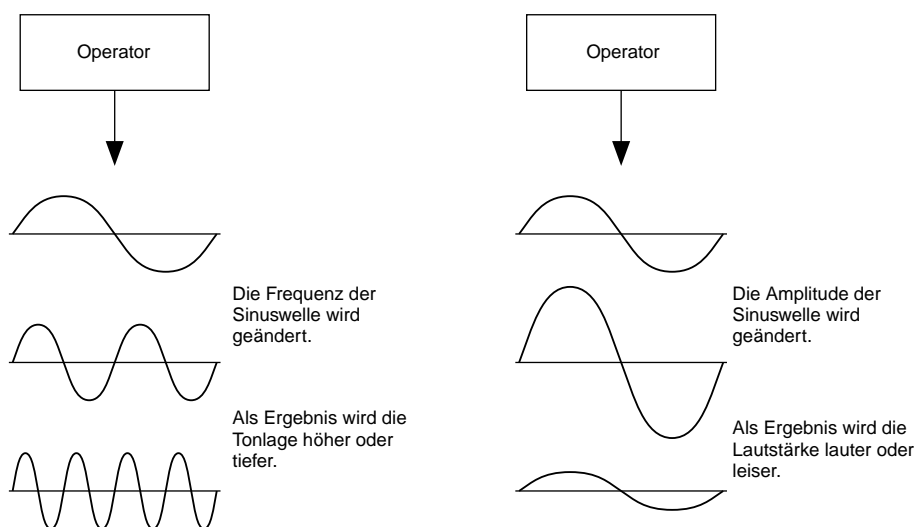 Operator
Die Frequenz der
Sinuswelle wird
geändert.
Als Ergebnis wird die
Tonlage höher oder
tiefer.
Operator
Die Amplitude der
Sinuswelle wird
geändert.
Als Ergebnis wird die
Lautstärke lauter oder
leiser.